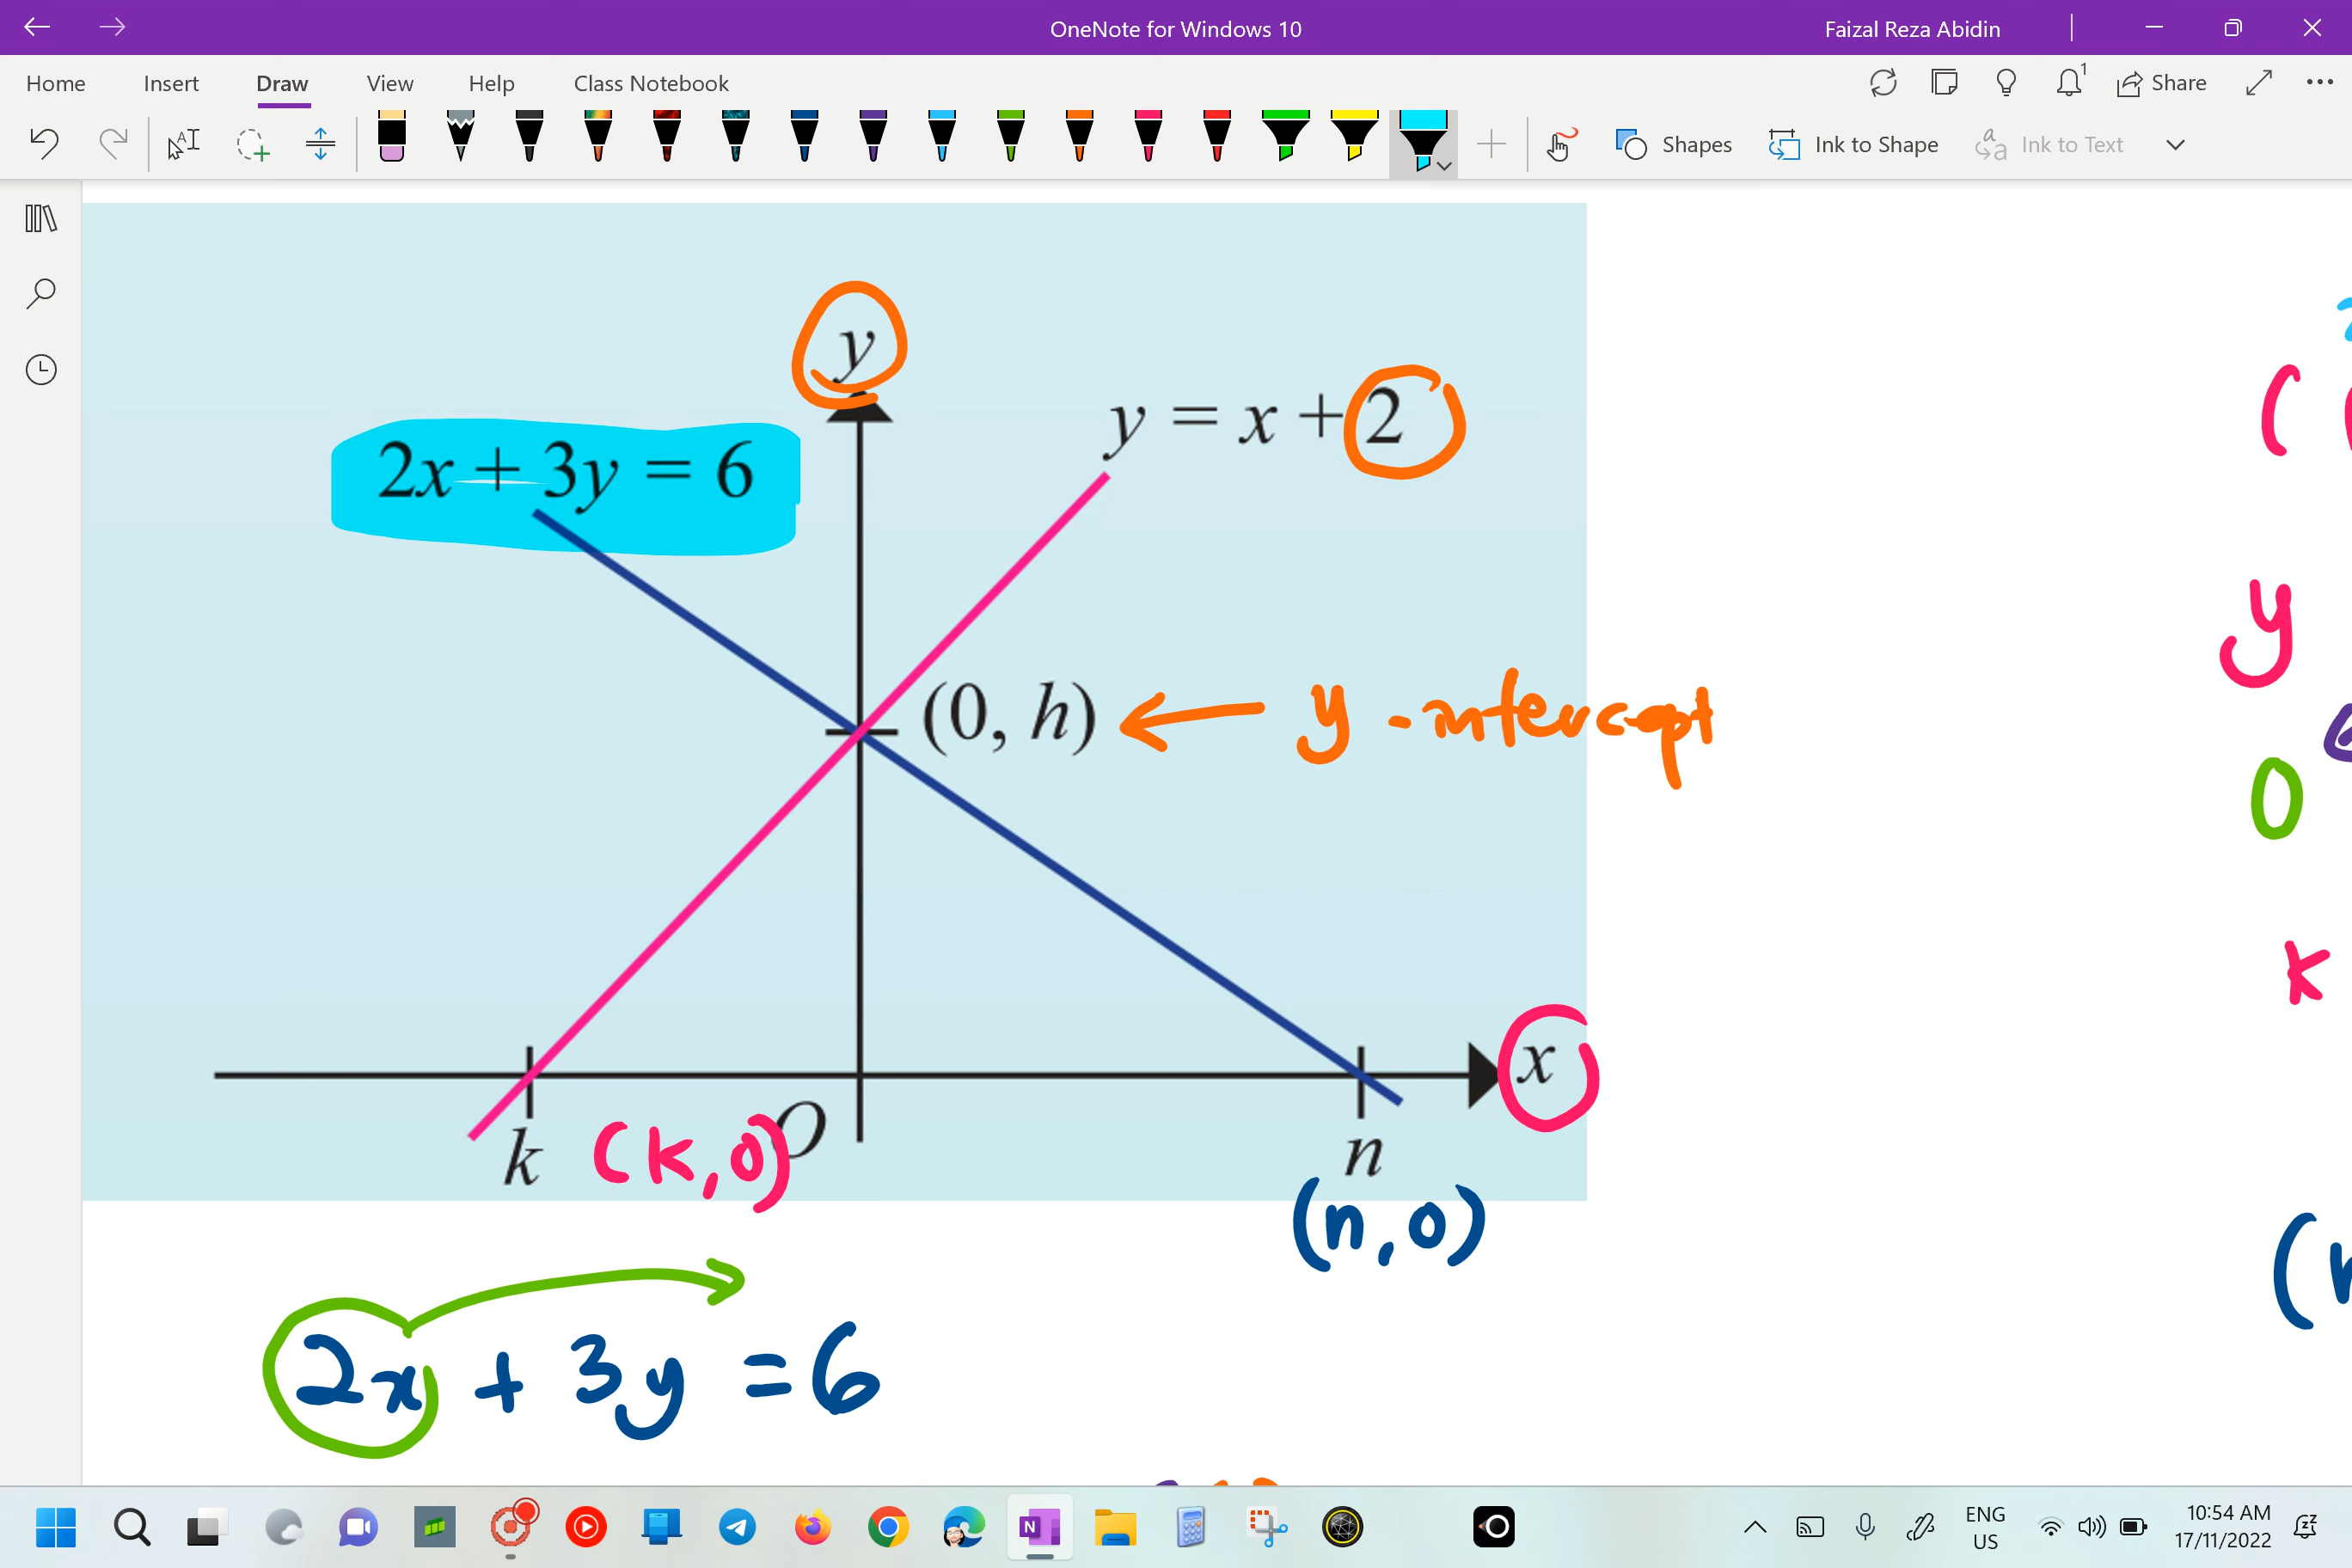 OneNote for Windows 10
Faizal Reza Abidin
Home Insert Draw View Help Class Notebook
1
Share
Shapes
Ink to Shape
Ink to Text
y
y = x + 2
2x + 3y = 6
(
y
(0, h)
y - intercept
0
k
x
O
k
(k, 0)
n
(n, 0)
(
2x + 3y = 6
ENG
US
10:54 AM
17/11/2022